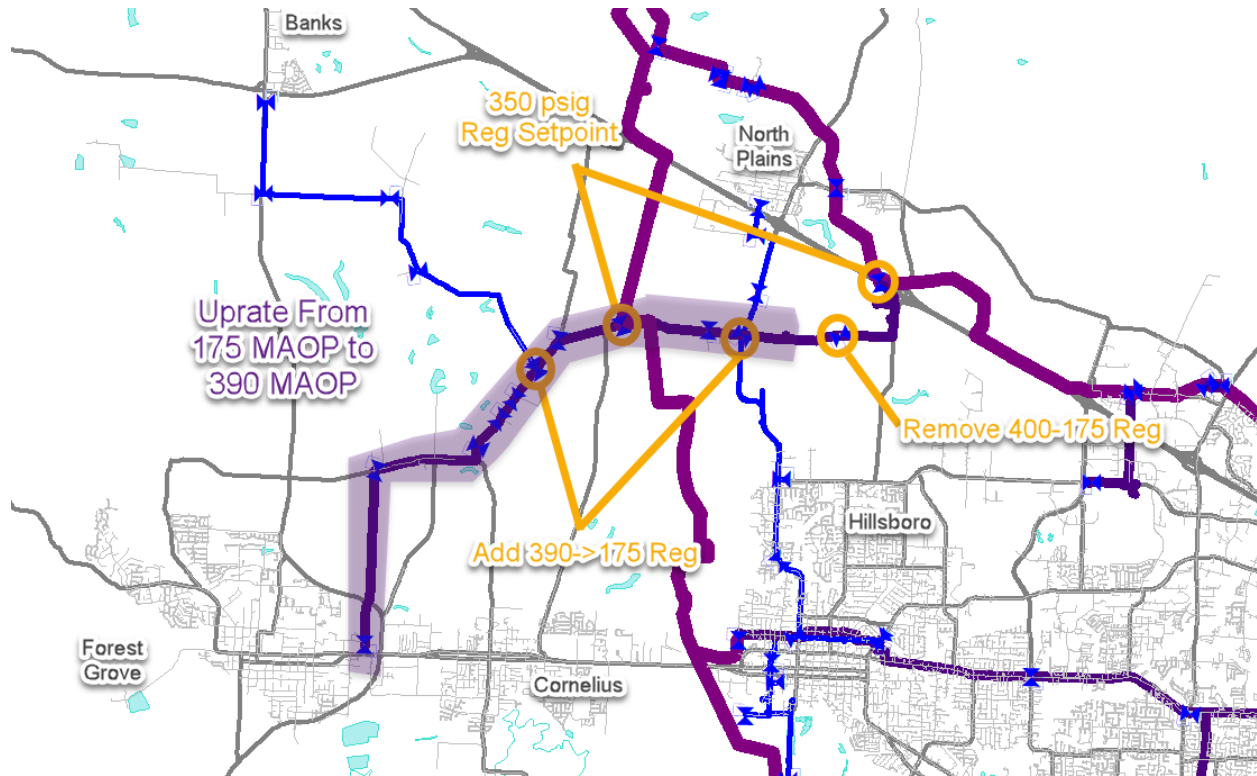 Banks
350 psig
Reg Setpoint
North
Plains
Uprate From
175 MAOP to
390 MAOP
Remove 400-175 Reg
Hillsboro
Add 390->175 Reg
Forest
Grove
Cornelius